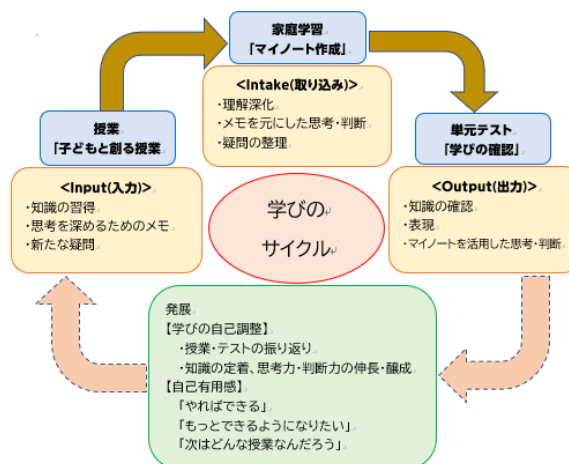 家庭学習
「マイノート作成」
<Intake(取り込み)>
・理解深化
・メモを元にした思考・判断
・疑問の整理
授業
「子どもと創る授業
<Input(入力)>
・知識の習得
・思考を深めるためのメモ
・新たな疑問
単元テスト
「学びの確認」
<Output(出力)>
・知識の確認
・表現
・マイノートを活用した思考・判断
学びの
サイクル
発展
【学びの自己調整】
・授業・テストの振り返り
・知識の定着、思考力・判断力の伸長・醸成
【自己有用感】
「やればできる」
「もっとできるようになりたい」
「次はどんな授業なんだろう」